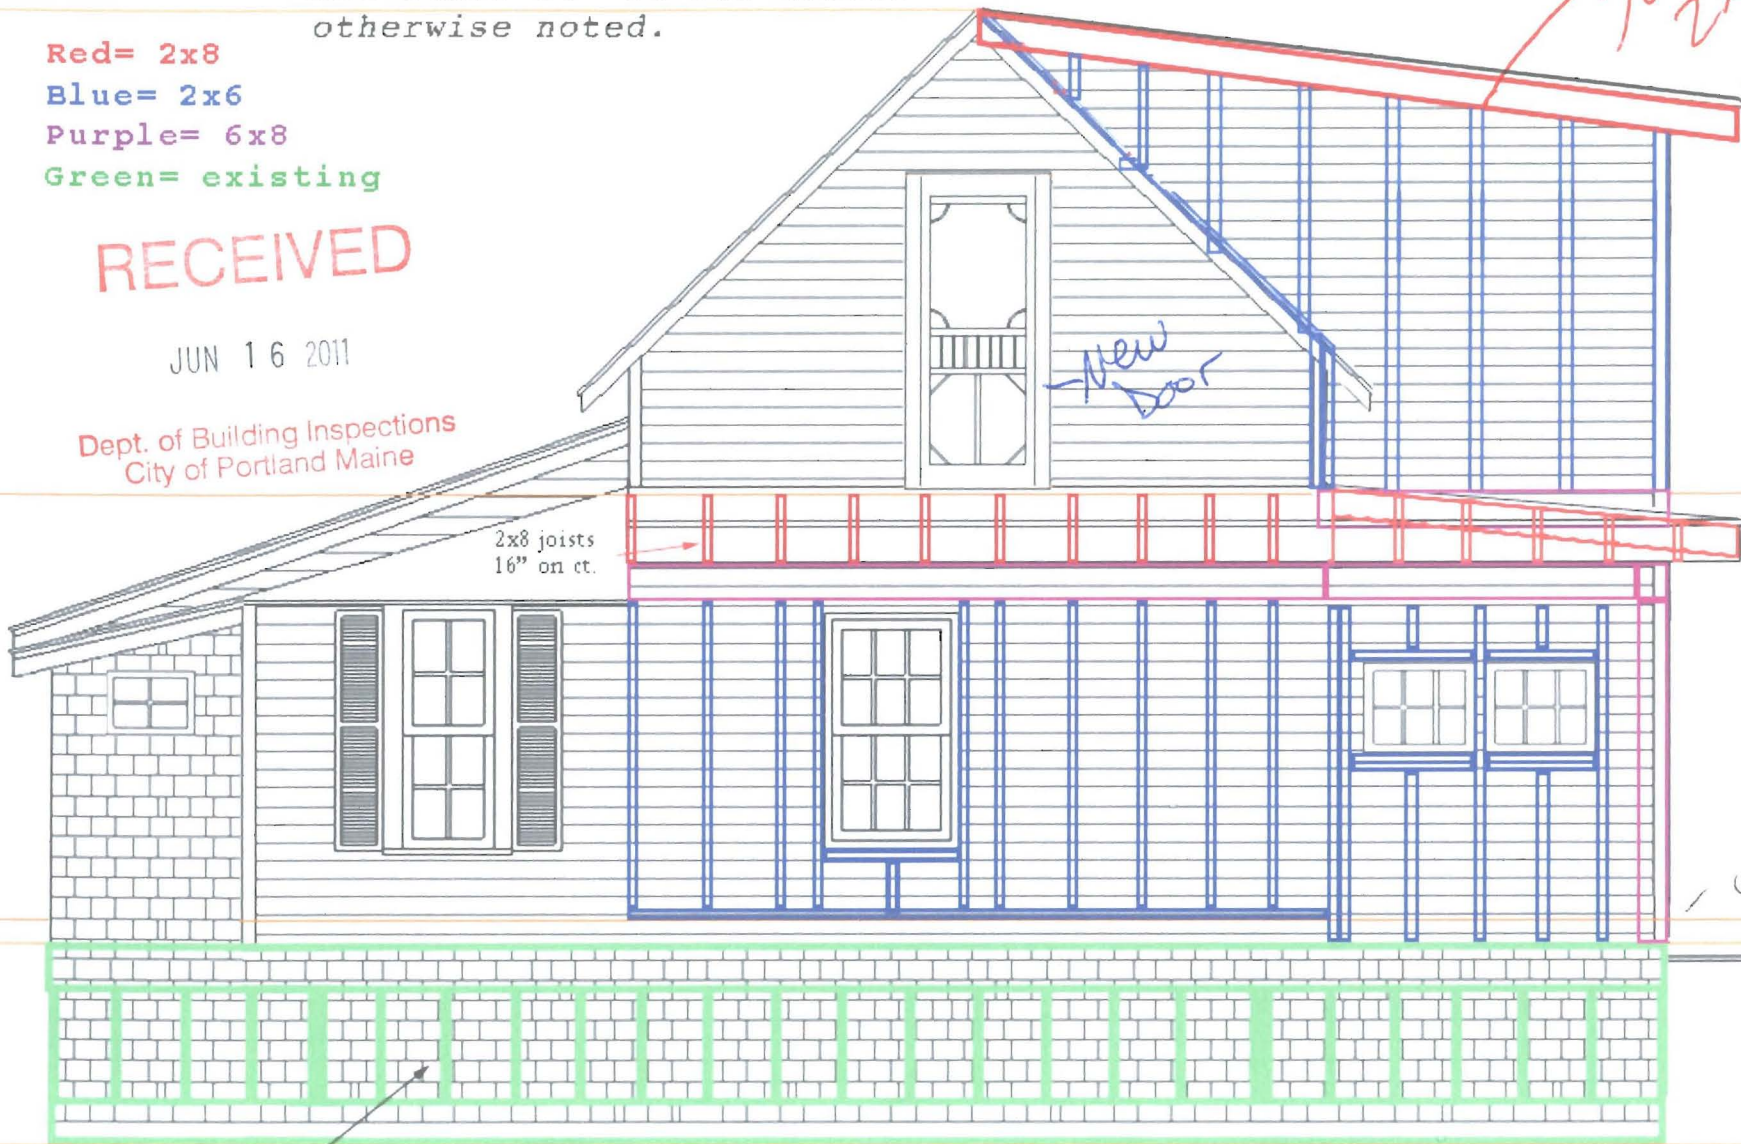 otherwise noted.
Red= 2x8
Blue= 2x6
Purple= 6x8
Green= existing
RECEIVED
JUN 16 2011
Dept. of Building Inspections
City of Portland Maine
New
Door
2x8 joists
16" on ct.